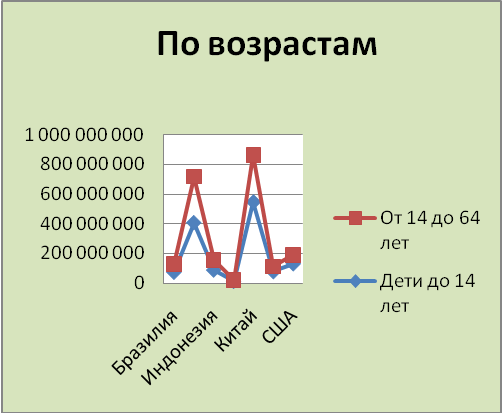 По возрастам
1 000 000 000
800 000 000
600 000 000
400 000 000
200 000 000
0
Бразилия
Индонезия
Китай
США
От 14 до 64
лет
Дети до 14
лет